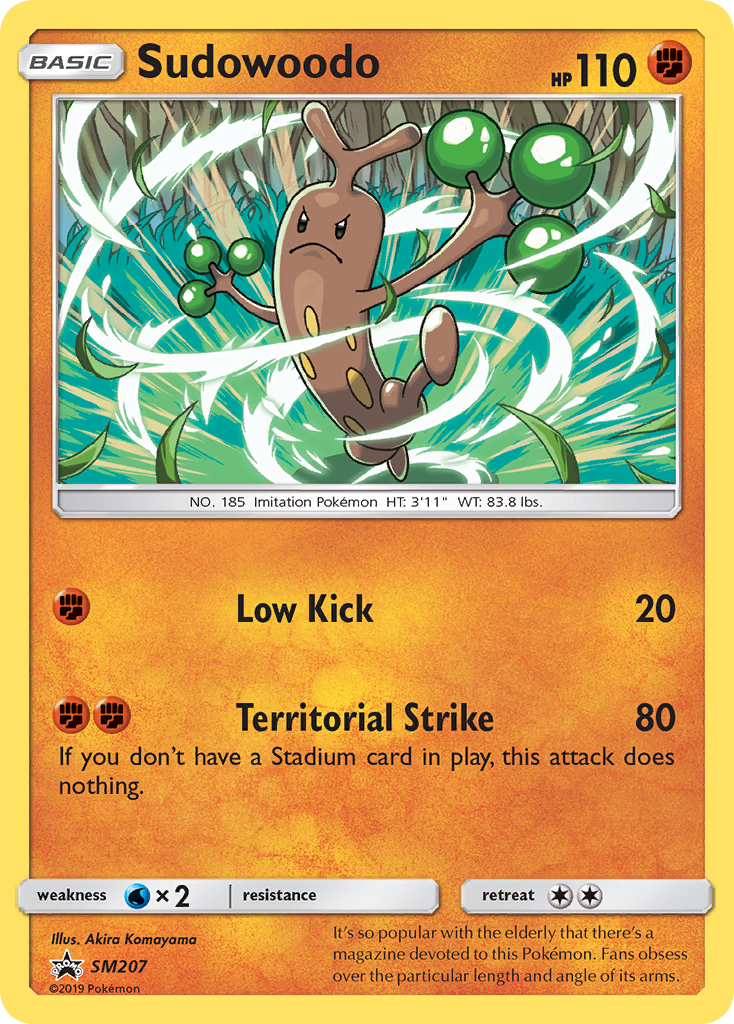 BASIC Sudowoodo HP 110
NO. 185 Imitation Pokémon HT: 3'11" WT: 83.8 lbs.
Low Kick 20
Territorial Strike 80
If you don't have a Stadium card in play, this attack does
nothing.
weakness × 2 resistance retreat
Illus. Akira Komayama
PROMO SM207
©2019 Pokémon
It's so popular with the elderly that there's a
magazine devoted to this Pokémon. Fans obsess
over the particular length and angle of its arms.